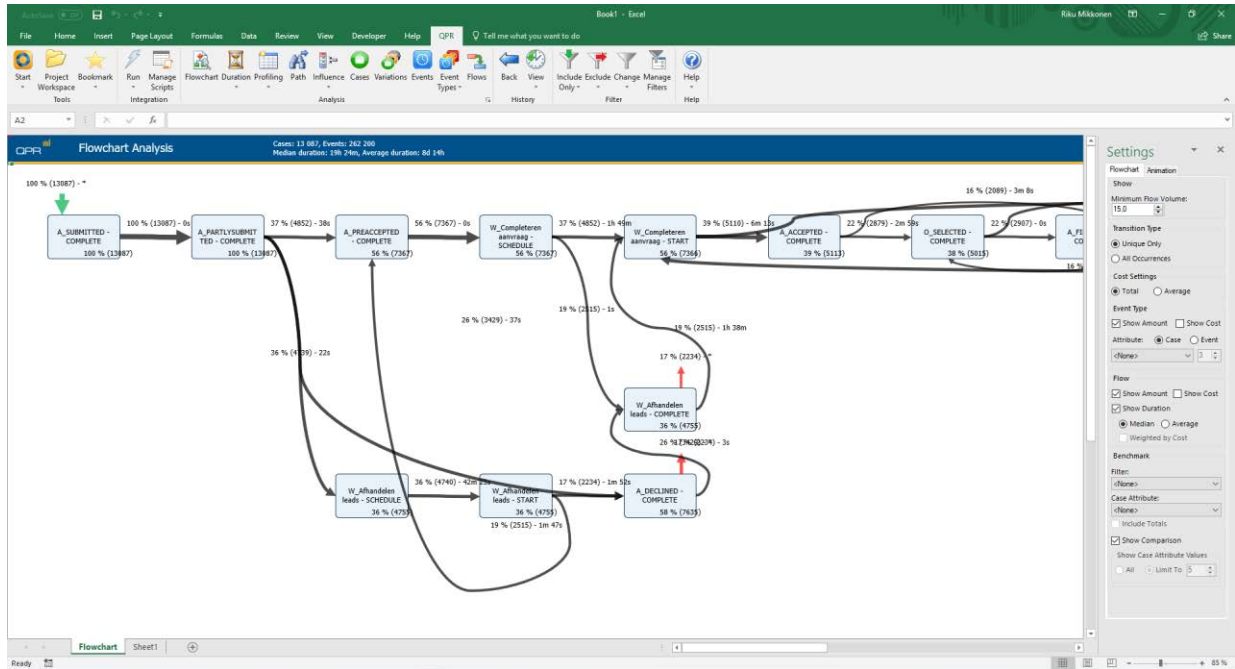 AutoSave Off
Book1 - Excel
Riku Mikkonen
File Home Insert Page Layout Formulas Data Review View Developer Help QPR Tell me what you want to do
Share
Start Project Workspace Bookmark Run Manage Scripts Flowchart Duration Profiling Path Influence Cases Variations Events Event Types Flows Back View Include Only Exclude Change Manage Filters Help
Tools Integration Analysis History Filter Help
A2 fx
QPR Flowchart Analysis
Cases: 13 087, Events: 262 200
Median duration: 19h 24m, Average duration: 8d 14h
100 % (13087) - *
16 % (2089) - 3m 8s
A_SUBMITTED -
COMPLETE
100 % (13087)
100 % (13087) - 0s
A_PARTLYSUBMIT
TED - COMPLETE
100 % (13087)
37 % (4852) - 38s
A_PREACCEPTED
- COMPLETE
56 % (7367)
56 % (7367) - 0s
W_Completeren
aanvraag -
SCHEDULE
56 % (7367)
37 % (4852) - 1h 49m
W_Completeren
aanvraag - START
56 % (7366)
39 % (5110) - 6m 13s
A_ACCEPTED -
COMPLETE
39 % (5113)
22 % (2879) - 2m 59s
O_SELECTED -
COMPLETE
38 % (5015)
22 % (2907) - 0s
A_FI
CO
16 %
19 % (2515) - 1s
26 % (3429) - 37s
19 % (2515) - 1h 38m
36 % (4739) - 22s
17 % (2234) - *
W_Afhandelen
leads - COMPLETE
36 % (4755)
W_Afhandelen
leads - SCHEDULE
36 % (4755)
36 % (4740) - 42m 23s
W_Afhandelen
leads - START
36 % (4755)
17 % (2234) - 1m 52s
A_DECLINED -
COMPLETE
58 % (7635)
19 % (2515) - 1m 47s
Settings
Flowchart Animation
Show
Minimum Flow Volume:
15.0
Transition Type
Unique Only
All Occurrences
Cost Settings
Total Average
Event Type
Show Amount Show Cost
Attribute: Case Event
<None> 3
Flow
Show Amount Show Cost
Show Duration
Median Average
Weighted by Cost
Benchmark
Filter:
<None>
Case Attribute:
<None>
Include Totals
Show Comparison
Show Case Attribute Values
All Limit To 5
Flowchart Sheet1
Ready
85 %